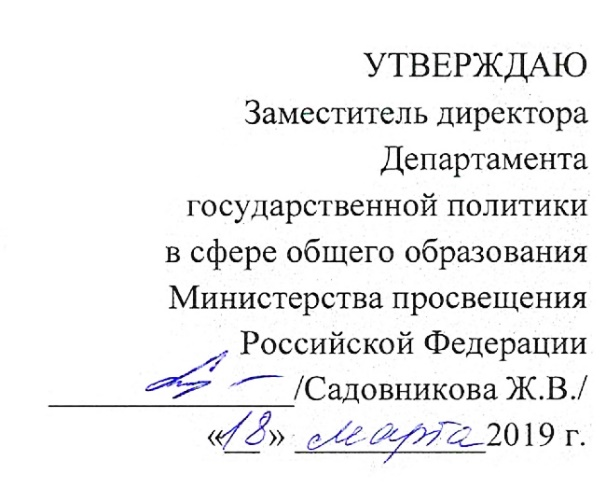 УТВЕРЖДАЮ
Заместитель директора
Департамента
государственной политики
в сфере общего образования
Министерства просвещения
Российской Федерации
/Садовникова Ж.В./
«18» марта 2019 г.